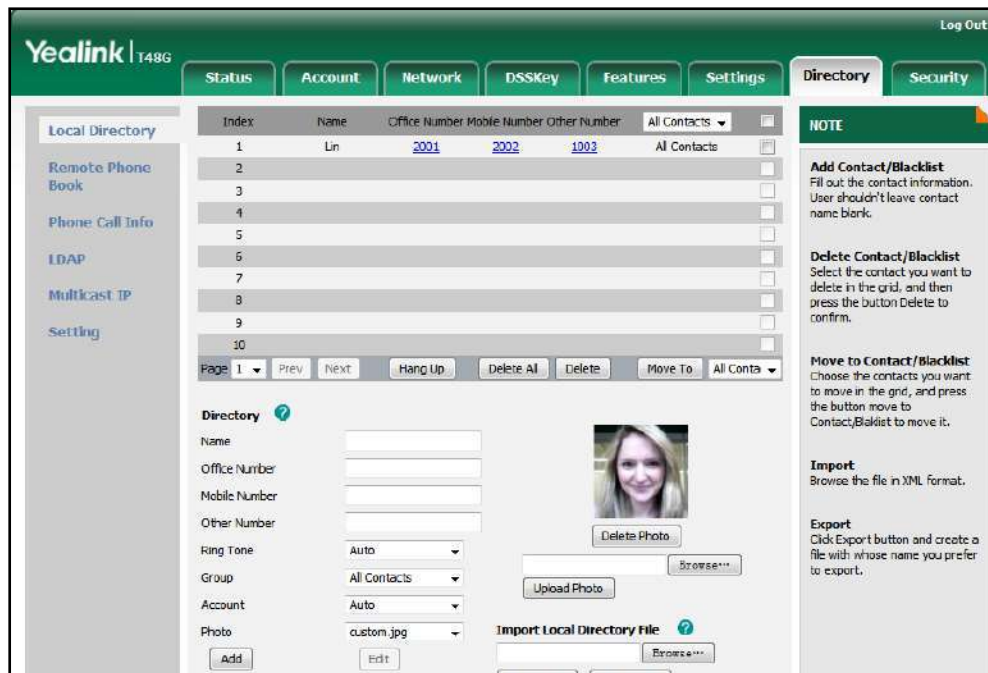 Log Out
Yealink T48G
Status Account Network DSSKey Features Settings Directory Security
Local Directory
Remote Phone
Book
Phone Call Info
LDAP
Multicast IP
Setting
Index Name Office Number Mobile Number Other Number All Contacts
1 Lin 2001 2002 1003 All Contacts
2
3
4
5
6
7
8
9
10
Page 1 Prev Next Hang Up Delete All Delete Move To All Conta
Directory ?
Name
Office Number
Mobile Number
Other Number
Ring Tone Auto
Group All Contacts
Account Auto
Photo custom.jpg
Add Edit
Delete Photo
Browse...
Upload Photo
Import Local Directory File ?
Browse...
NOTE
Add Contact/Blacklist
Fill out the contact information.
User shouldn't leave contact
name blank.
Delete Contact/Blacklist
Select the contact you want to
delete in the grid, and then
press the button Delete to
confirm.
Move to Contact/Blacklist
Choose the contacts you want
to move in the grid, and press
the button move to
Contact/Blaklist to move it.
Import
Browse the file in XML format.
Export
Click Export button and create a
file with whose name you prefer
to export.